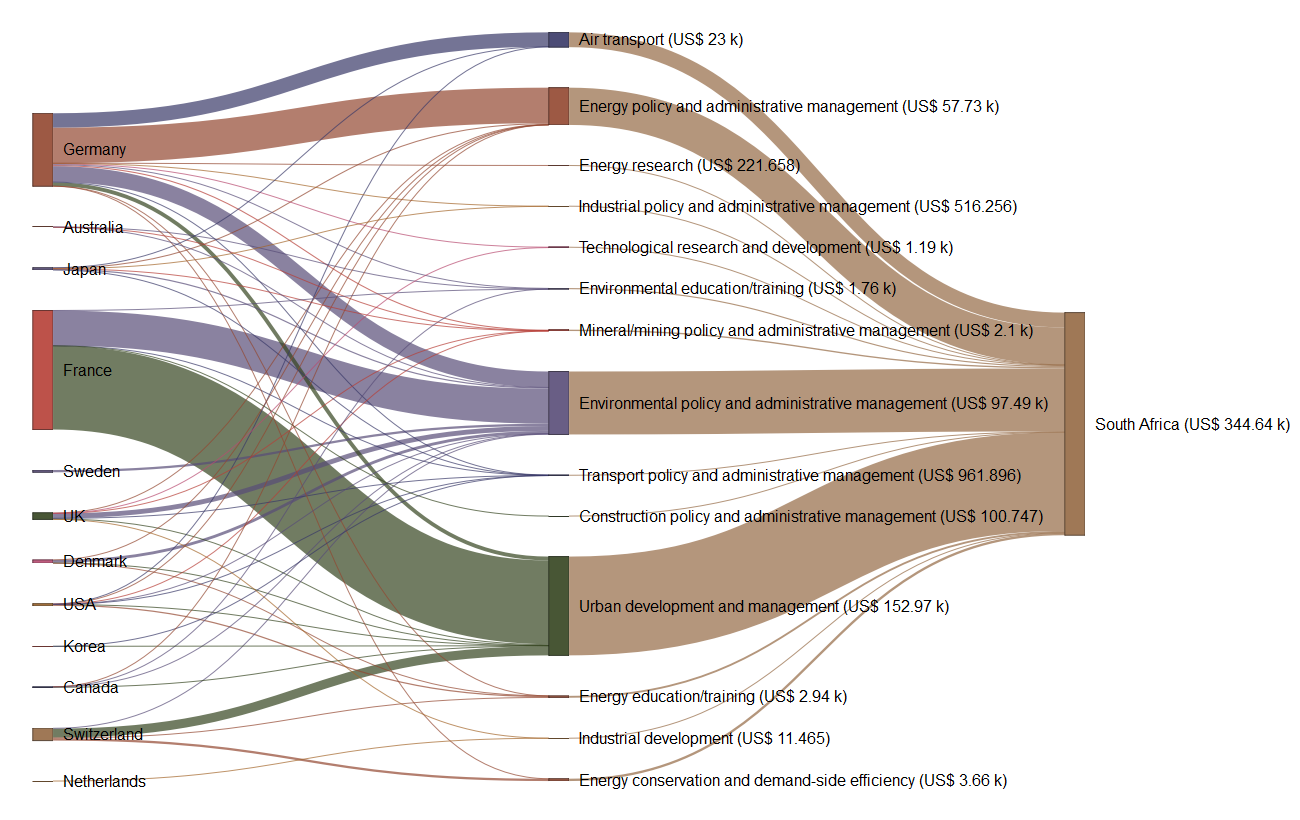 Germany
Australia
Japan
France
Sweden
UK
Denmark
USA
Korea
Canada
Switzerland
Netherlands
Air transport (US$ 23 k)
Energy policy and administrative management (US$ 57.73 k)
Energy research (US$ 221.658)
Industrial policy and administrative management (US$ 516.256)
Technological research and development (US$ 1.19 k)
Environmental education/training (US$ 1.76 k)
Mineral/mining policy and administrative management (US$ 2.1 k)
Environmental policy and administrative management (US$ 97.49 k)
Transport policy and administrative management (US$ 961.896)
Construction policy and administrative management (US$ 100.747)
Urban development and management (US$ 152.97 k)
Energy education/training (US$ 2.94 k)
Industrial development (US$ 11.465)
Energy conservation and demand-side efficiency (US$ 3.66 k)
South Africa (US$ 344.64 k)